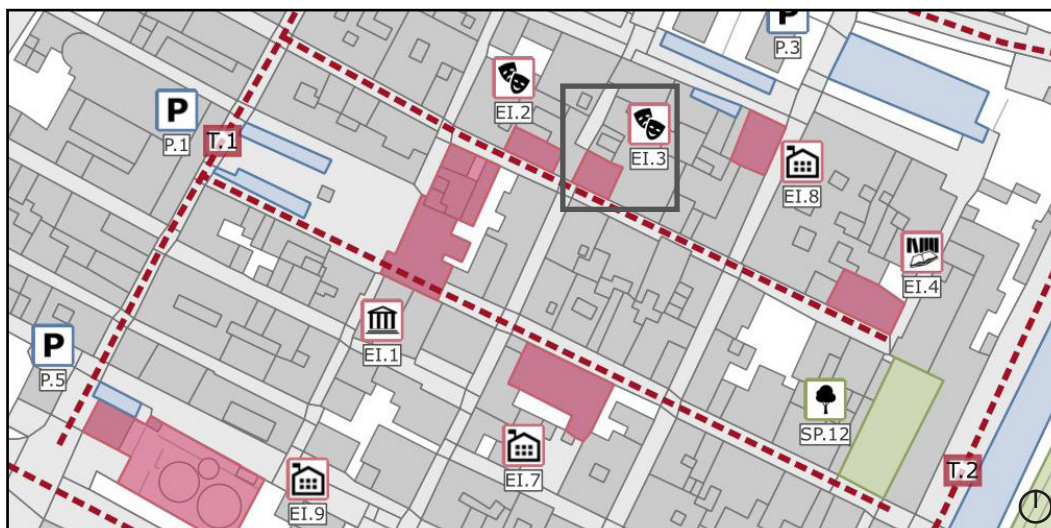 P
P.3
EI.2
P
P.1
T.1
EI.3
EI.8
EI.4
EI.1
P
P.5
SP.12
EI.7
T.2
EI.9